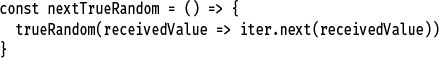 const nextTrueRandom = () => {
  trueRandom(receivedValue => iter.next(receivedValue))
}